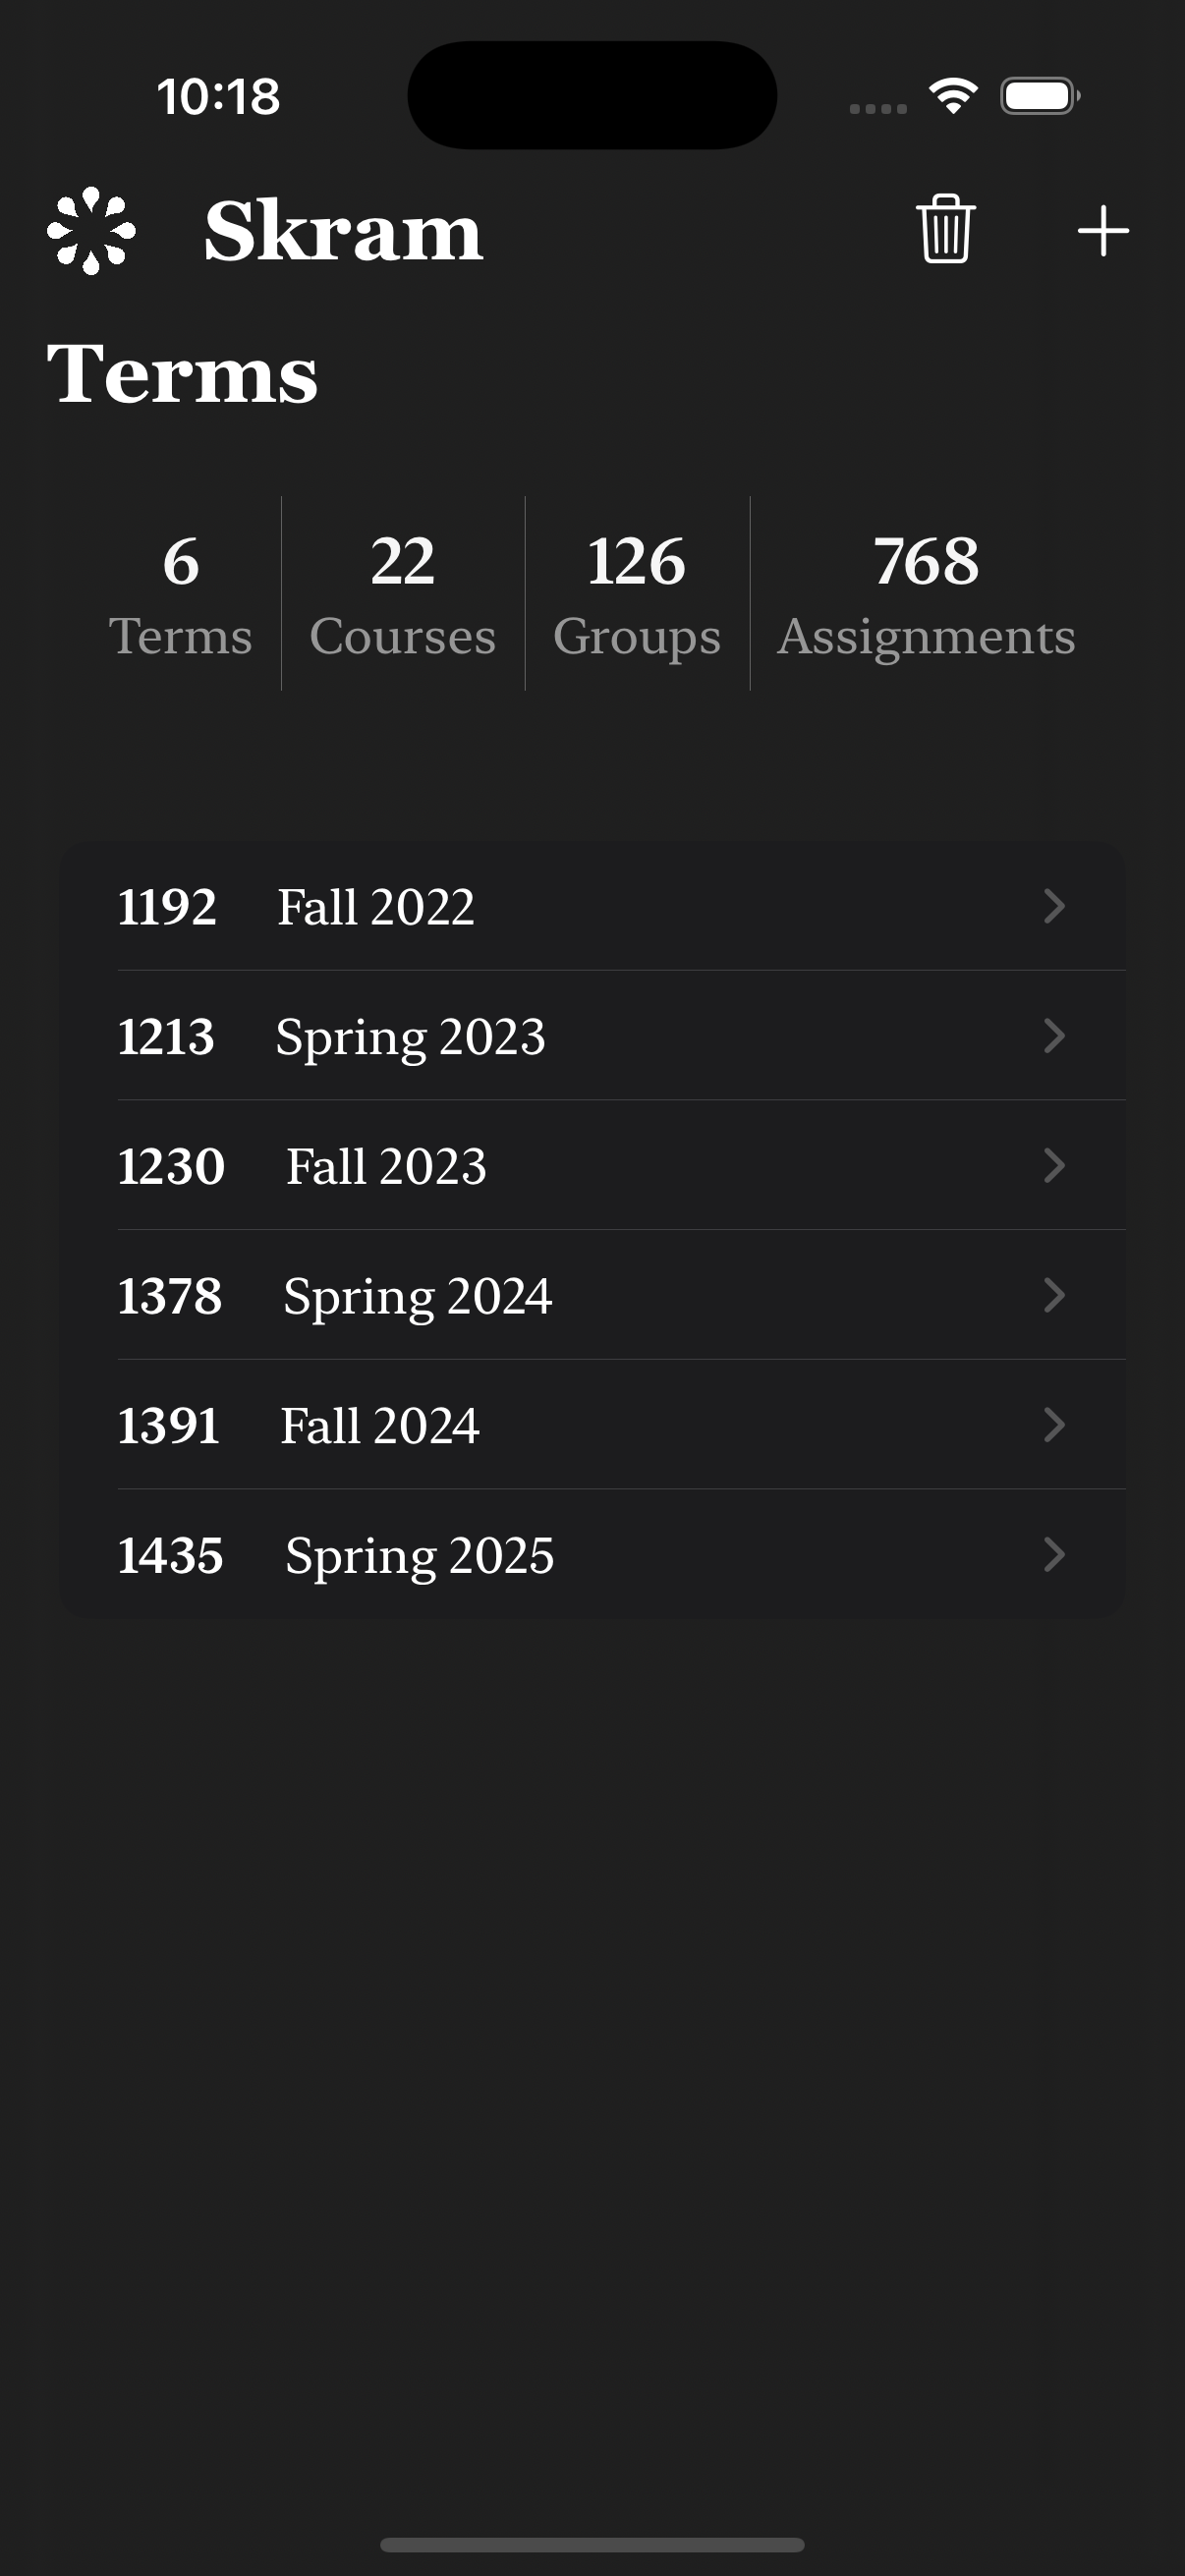 10:18
Skram
Terms
6 22 126 768
Terms Courses Groups Assignments
1192 Fall 2022
1213 Spring 2023
1230 Fall 2023
1378 Spring 2024
1391 Fall 2024
1435 Spring 2025